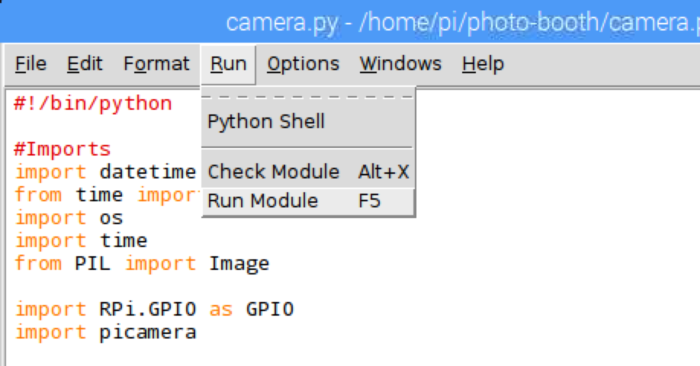 camera.py - /home/pi/photo-booth/camera.p
File Edit Format Run Options Windows Help
#!/bin/python
Python Shell
#Imports
import datetime
Check Module Alt+X
from time impor
Run Module F5
import os
import time
from PIL import Image
import RPi.GPIO as GPIO
import picamera